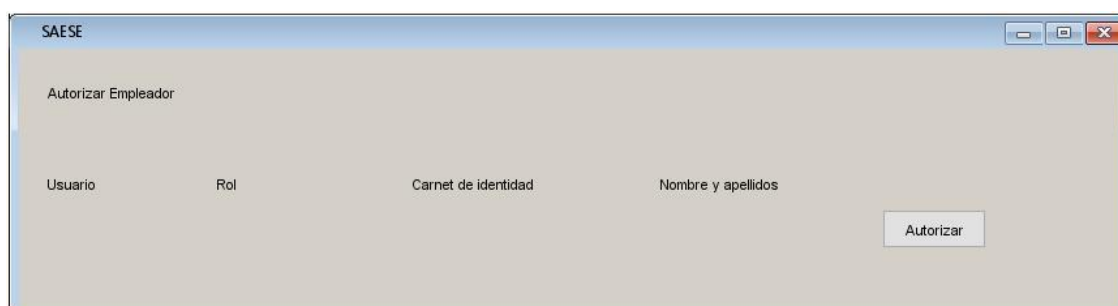 SAESE
Autorizar Empleador
Usuario Rol Carnet de identidad Nombre y apellidos
Autorizar